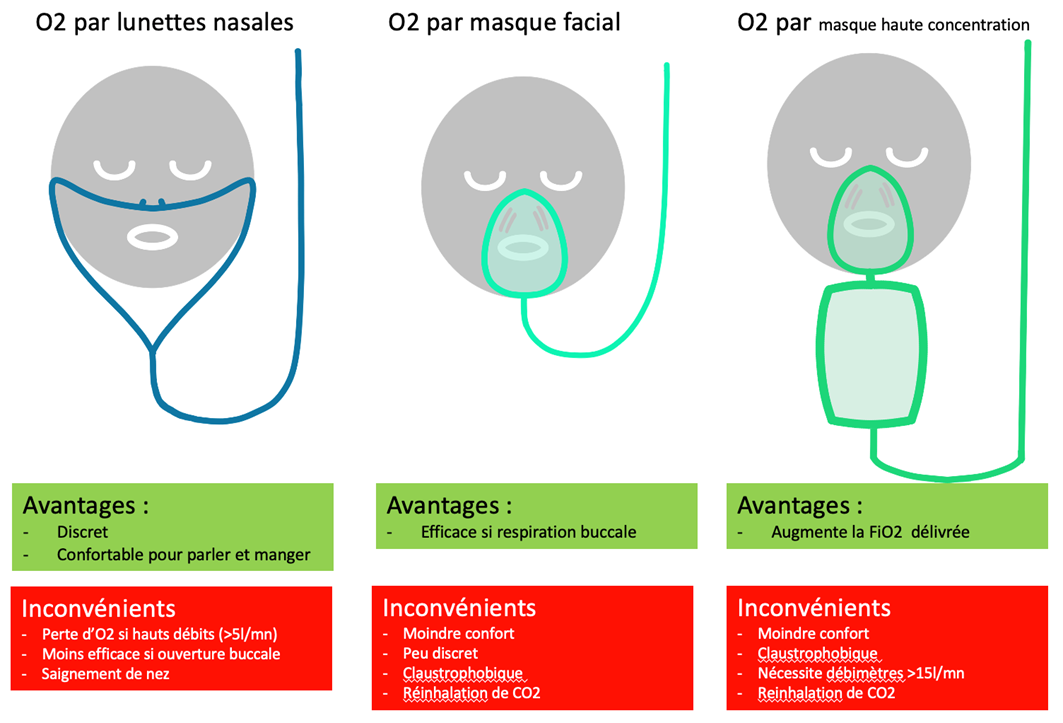 O2 par lunettes nasales
O2 par masque facial
O2 par masque haute concentration
Avantages :
- Discret
- Confortable pour parler et manger
Avantages :
- Efficace si respiration buccale
Avantages :
- Augmente la FiO2 délivrée
Inconvénients
- Perte d'O2 si hauts débits (>5l/mn)
- Moins efficace si ouverture buccale
- Saignement de nez
Inconvénients
- Moindre confort
- Peu discret
- Claustrophobique
- Réinhalation de CO2
Inconvénients
- Moindre confort
- Claustrophobique
- Nécessite débimètres >15l/mn
- Reinhalation de CO2